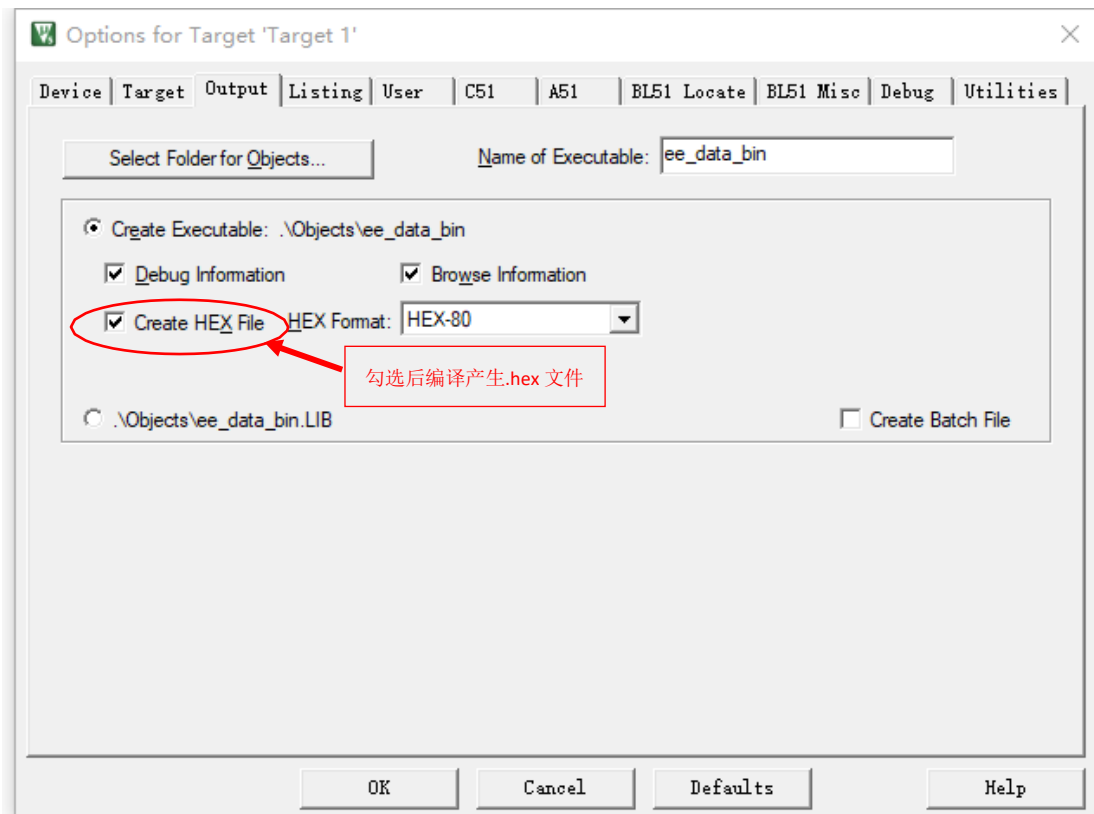 Options for Target 'Target 1'
Device Target Output Listing User C51 A51 BL51 Locate BL51 Misc Debug Utilities
Select Folder for Objects... Name of Executable: ee_data_bin
Create Executable: .\Objects\ee_data_bin
Debug Information Browse Information
Create HEX File HEX Format: HEX-80
勾选后编译产生.hex 文件
.\Objects\ee_data_bin.LIB Create Batch File
OK Cancel Defaults Help